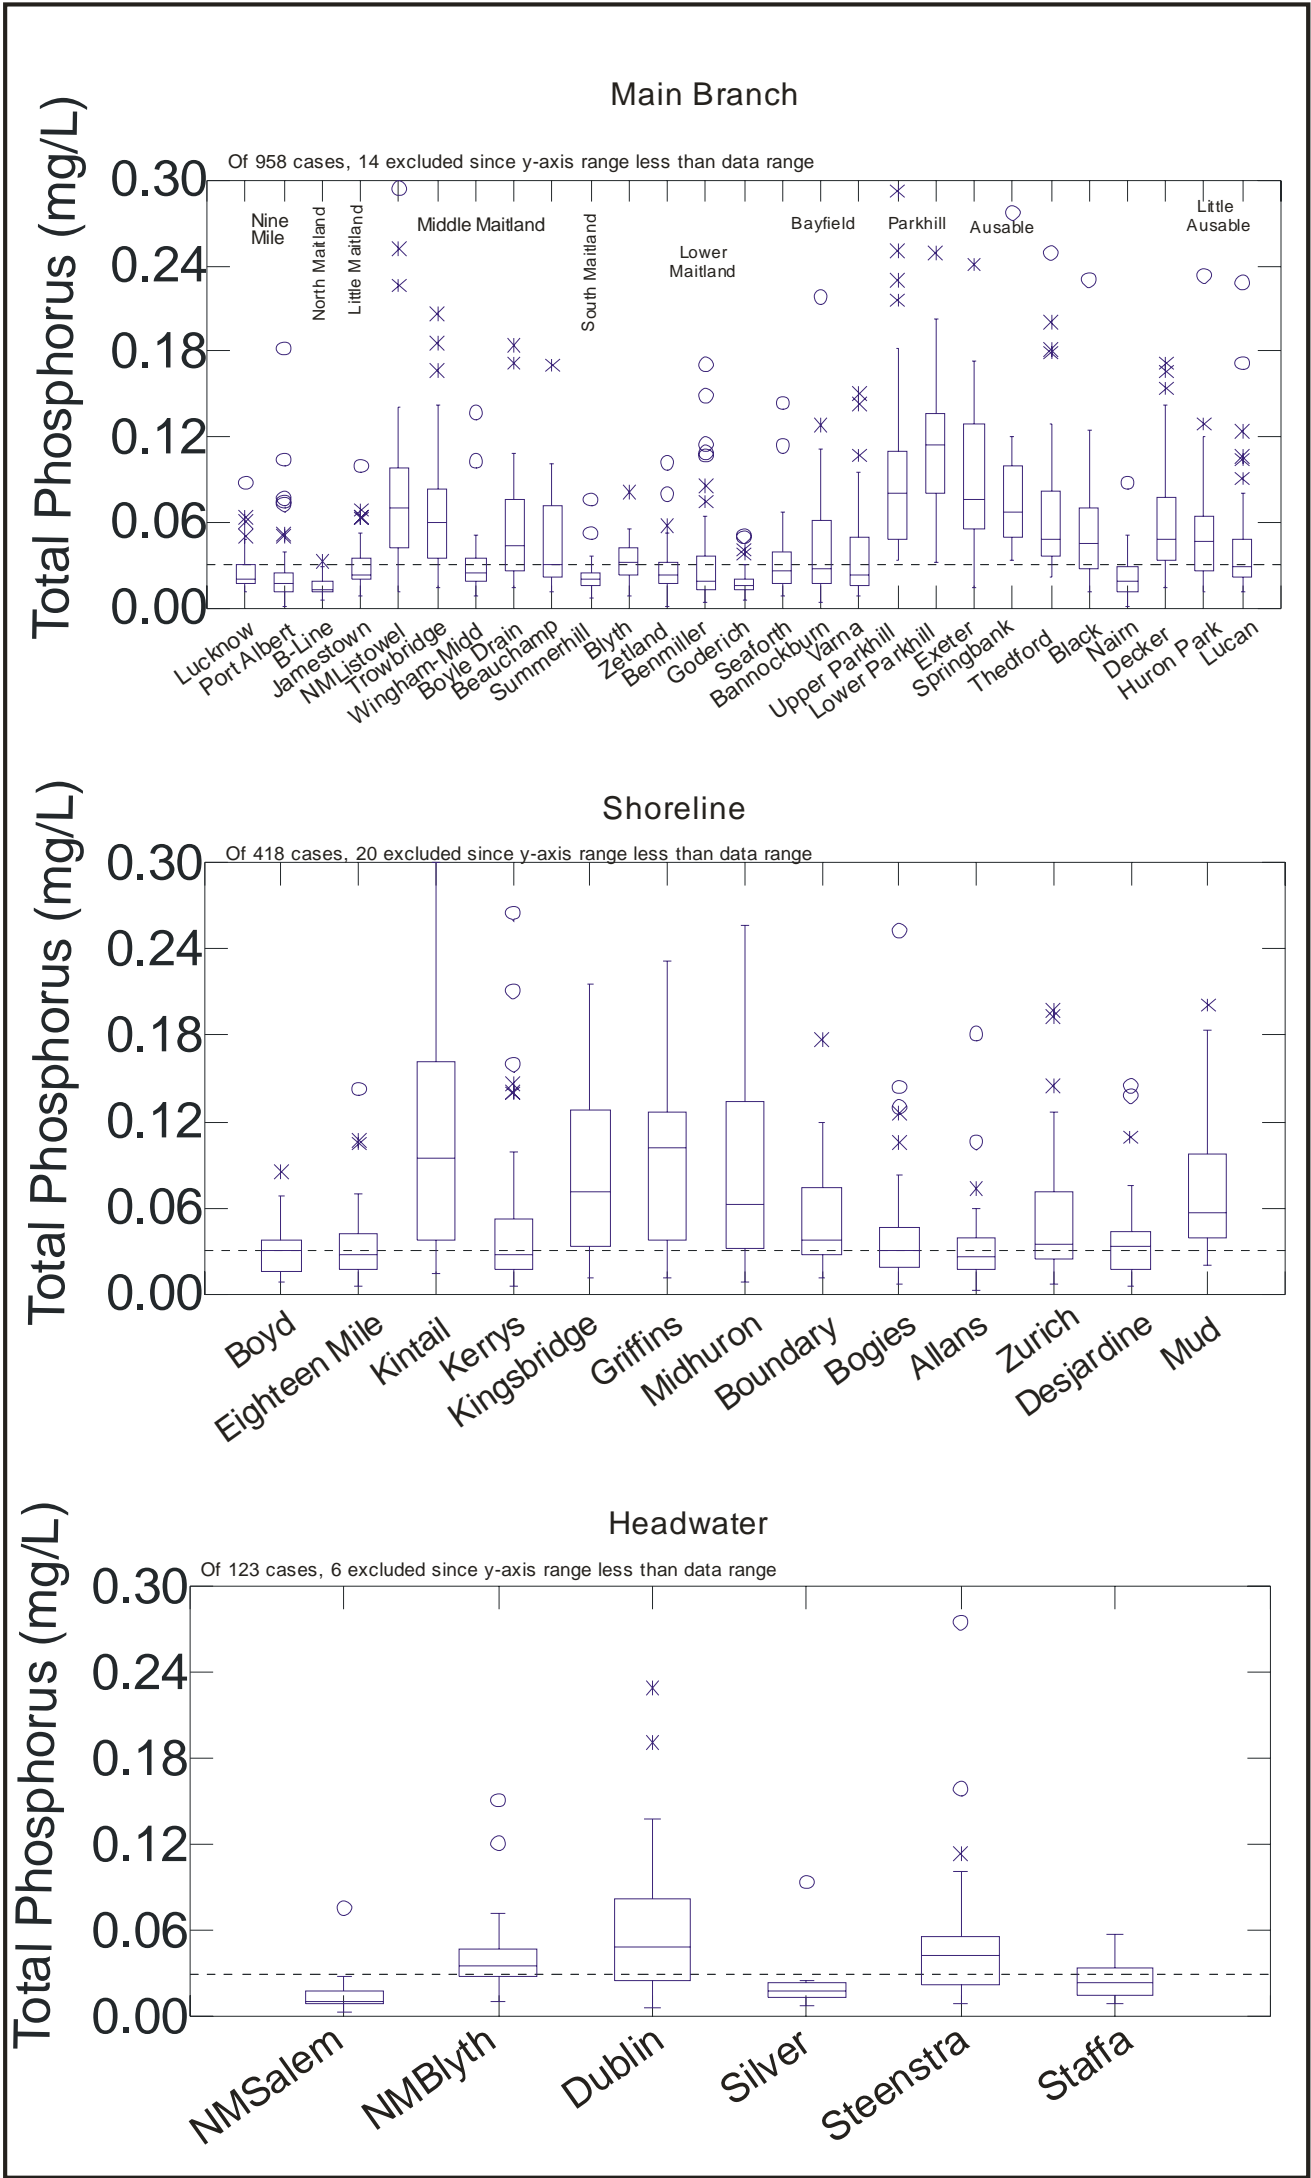 Main Branch
Total Phosphorus (mg/L)
Of 958 cases, 14 excluded since y-axis range less than data range
0.30
0.24
0.18
0.12
0.06
0.00
Nine
Mile
North Maitland
Little Maitland
Middle Maitland
South Maitland
Lower
Maitland
Bayfield
Parkhill
Ausable
Little
Ausable
Lucknow
Port Albert
B-Line
Jamestown
NMListowel
Trowbridge
Wingham-Midd
Boyle Drain
Beauchamp
Summerhill
Blyth
Zetland
Benmiller
Goderich
Seaforth
Bannockburn
Varna
Upper Parkhill
Lower Parkhill
Exeter
Springbank
Thedford
Black
Nairn
Decker
Huron Park
Lucan
Shoreline
Total Phosphorus (mg/L)
Of 418 cases, 20 excluded since y-axis range less than data range
0.30
0.24
0.18
0.12
0.06
0.00
Boyd
Eighteen Mile
Kintail
Kerrys
Kingsbridge
Griffins
Midhuron
Boundary
Bogies
Allans
Zurich
Desjardine
Mud
Headwater
Total Phosphorus (mg/L)
Of 123 cases, 6 excluded since y-axis range less than data range
0.30
0.24
0.18
0.12
0.06
0.00
NMSalem
NMBlyth
Dublin
Silver
Steenstra
Staffa